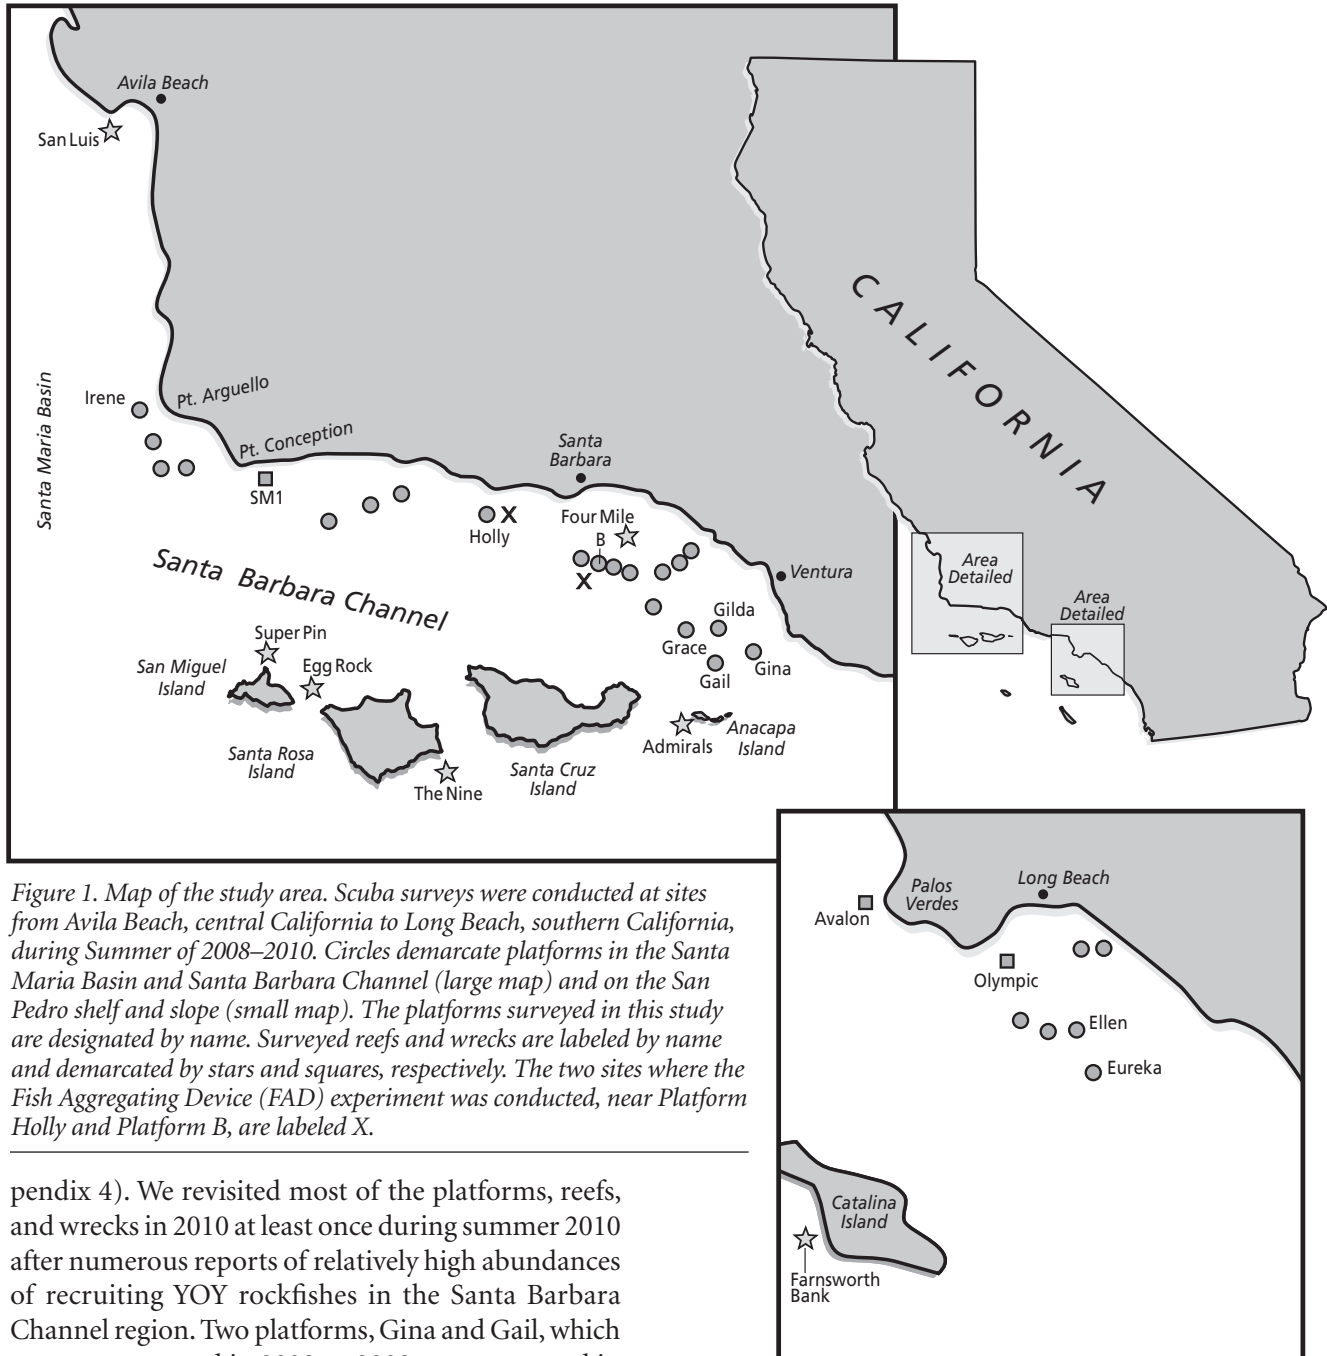 Avila Beach
San Luis
CALIFORNIA
Santa Maria Basin
Irene
Pt. Arguello
Pt. Conception
SM1
Santa
Barbara
Holly
X
Four Mile
B
X
Ventura
Area
Detailed
Area
Detailed
Santa Barbara Channel
Gilda
Grace
Gina
Gail
Super Pin
San Miguel
Island
Egg Rock
Santa Rosa
Island
The Nine
Santa Cruz
Island
Admirals
Anacapa
Island
Figure 1. Map of the study area. Scuba surveys were conducted at sites
from Avila Beach, central California to Long Beach, southern California,
during Summer of 2008–2010. Circles demarcate platforms in the Santa
Maria Basin and Santa Barbara Channel (large map) and on the San
Pedro shelf and slope (small map). The platforms surveyed in this study
are designated by name. Surveyed reefs and wrecks are labeled by name
and demarcated by stars and squares, respectively. The two sites where the
Fish Aggregating Device (FAD) experiment was conducted, near Platform
Holly and Platform B, are labeled X.
Avalon
Palos
Verdes
Long Beach
Olympic
Ellen
Eureka
Catalina
Island
Farnsworth
Bank
pendix 4). We revisited most of the platforms, reefs,
and wrecks in 2010 at least once during summer 2010
after numerous reports of relatively high abundances
of recruiting YOY rockfishes in the Santa Barbara
Channel region. Two platforms, Gina and Gail, which